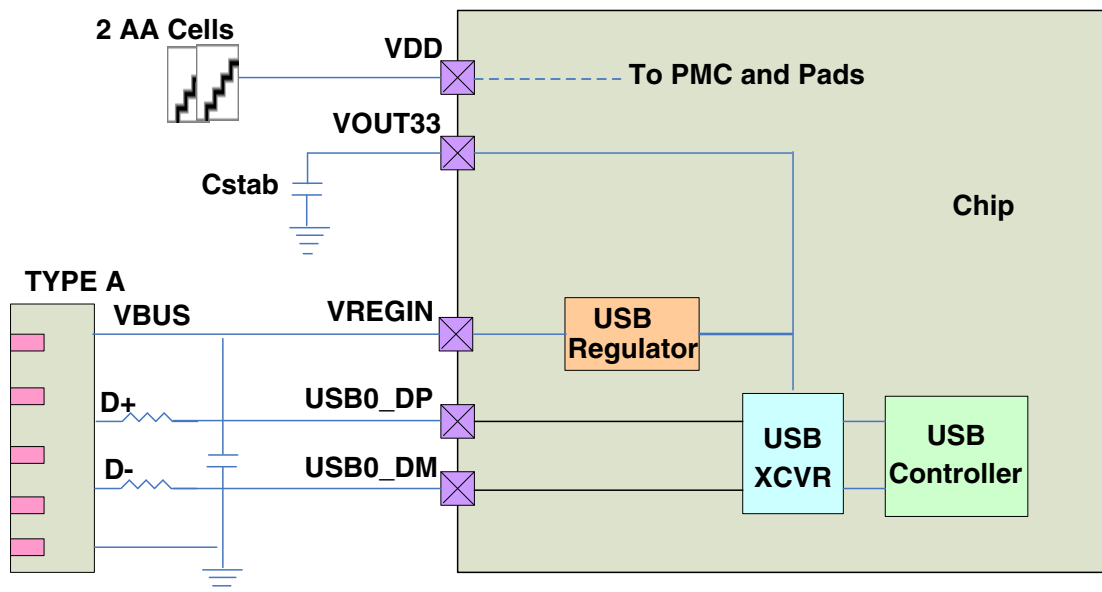 2 AA Cells
VDD
To PMC and Pads
VOUT33
Cstab
Chip
TYPE A
VBUS
VREGIN
USB
Regulator
D+
USB0_DP
D-
USB0_DM
USB
XCVR
USB
Controller